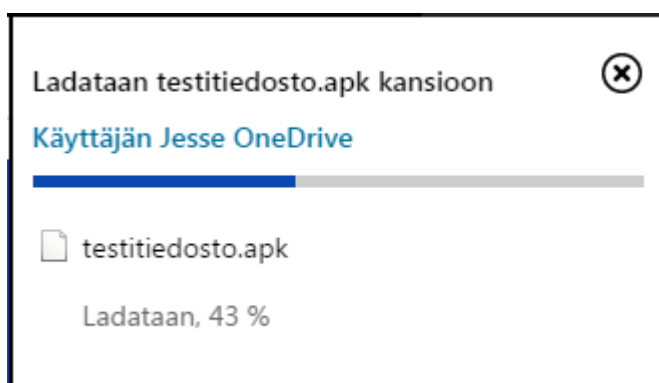 Ladataan testitiedosto.apk kansioon
Käyttäjän Jesse OneDrive
testitiedosto.apk
Ladataan, 43 %